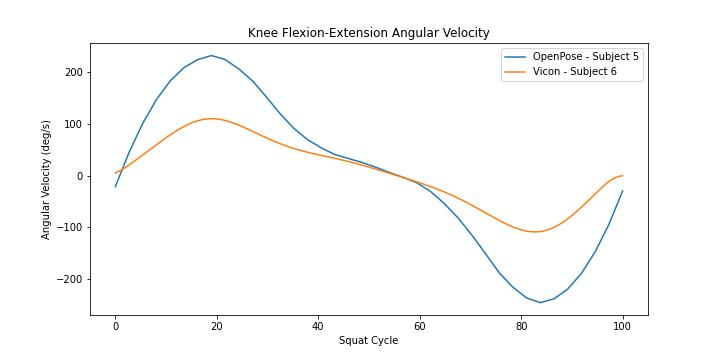 Knee Flexion-Extension Angular Velocity
OpenPose - Subject 5
Vicon - Subject 6
Angular Velocity (deg/s)
200
100
0
−100
−200
0 20 40 60 80 100
Squat Cycle